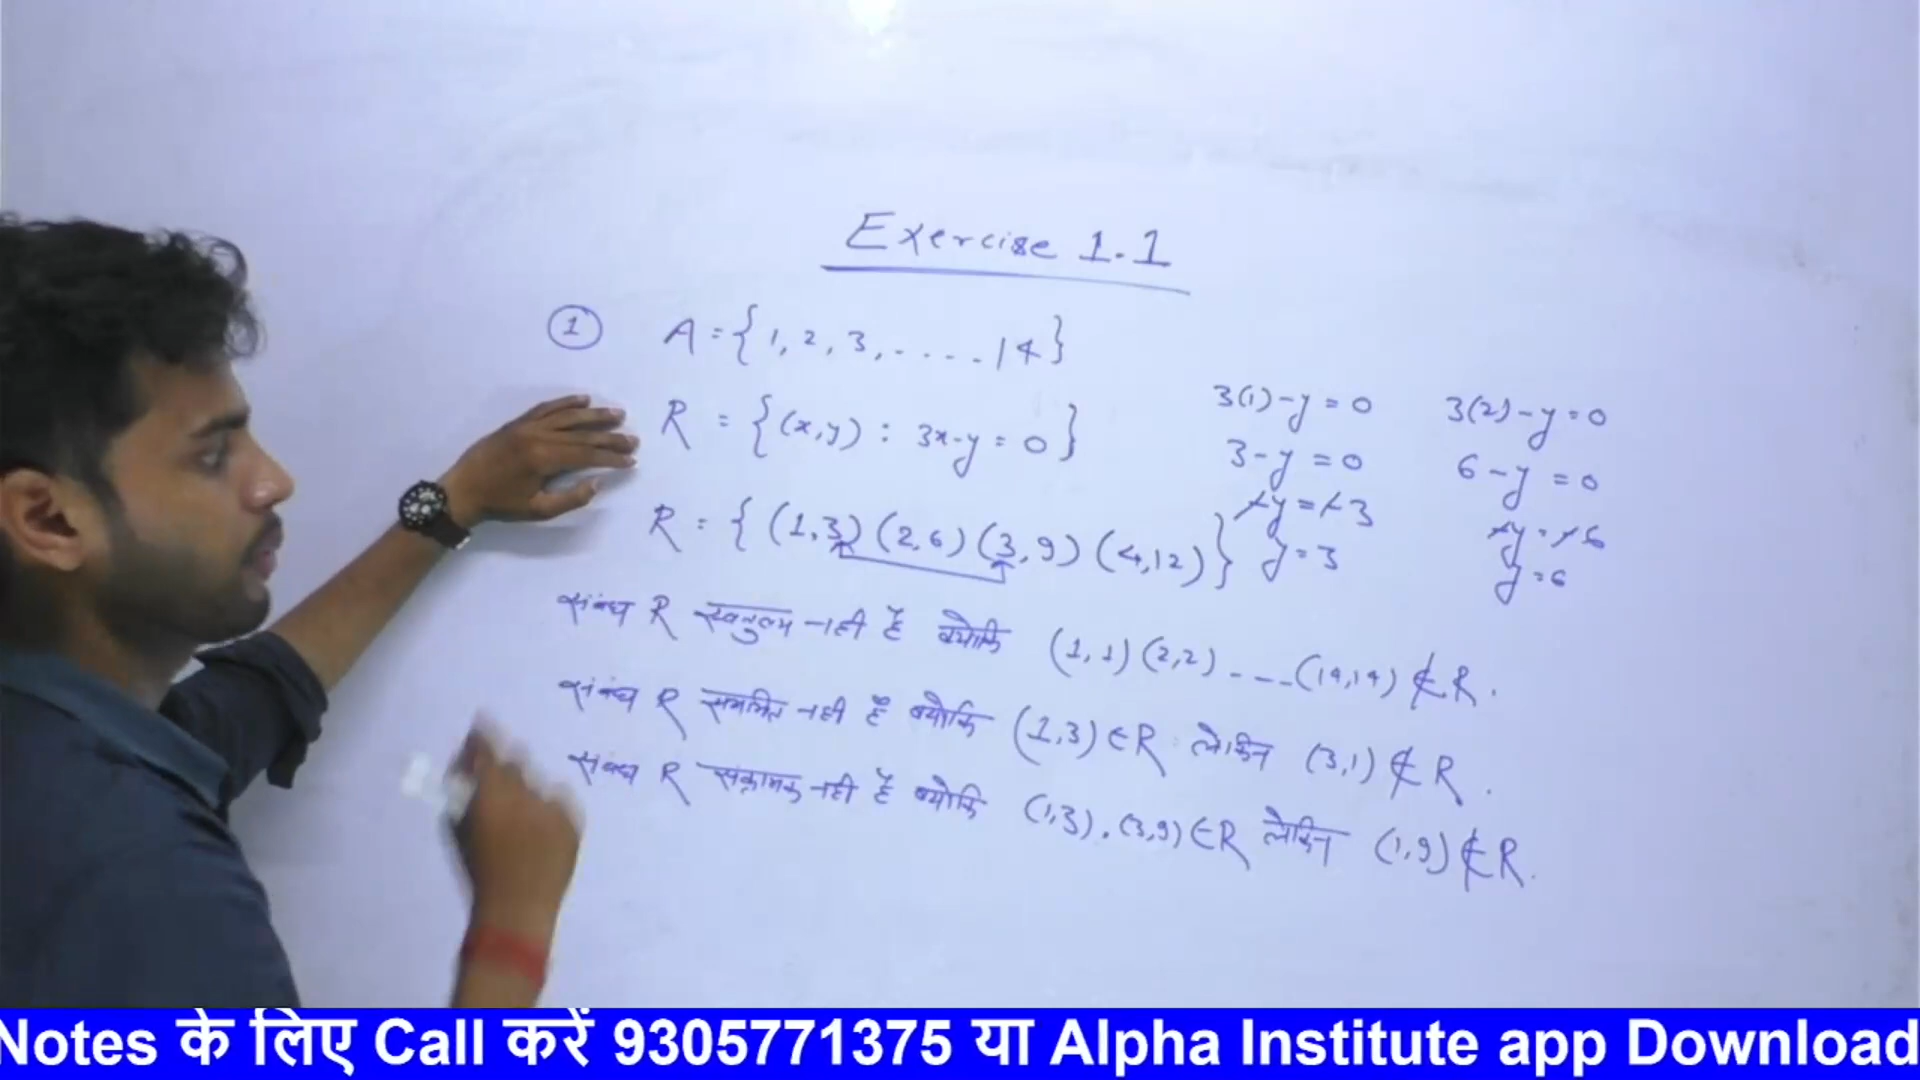 Exercise 1.1
① A = {1, 2, 3, ..... 14}
R = {(x,y) : 3x-y = 0}
3(1)-y = 0
3-y = 0
-y = -3
y = 3
3(2)-y = 0
6-y = 0
-y = -6
y = 6
R = { (1,3) (2,6) (3,9) (4,12) }
संबंध R स्वतुल्य नही है क्योकि (1,1) (2,2) ---- (14,14) ∉ R.
संबंध R सममित नही है क्योकि (1,3) ∈ R लेकिन (3,1) ∉ R.
संबंध R संक्रामक नही है क्योकि (1,3), (3,9) ∈ R लेकिन (1,9) ∉ R.
Notes के लिए Call करें 9305771375 या Alpha Institute app Download